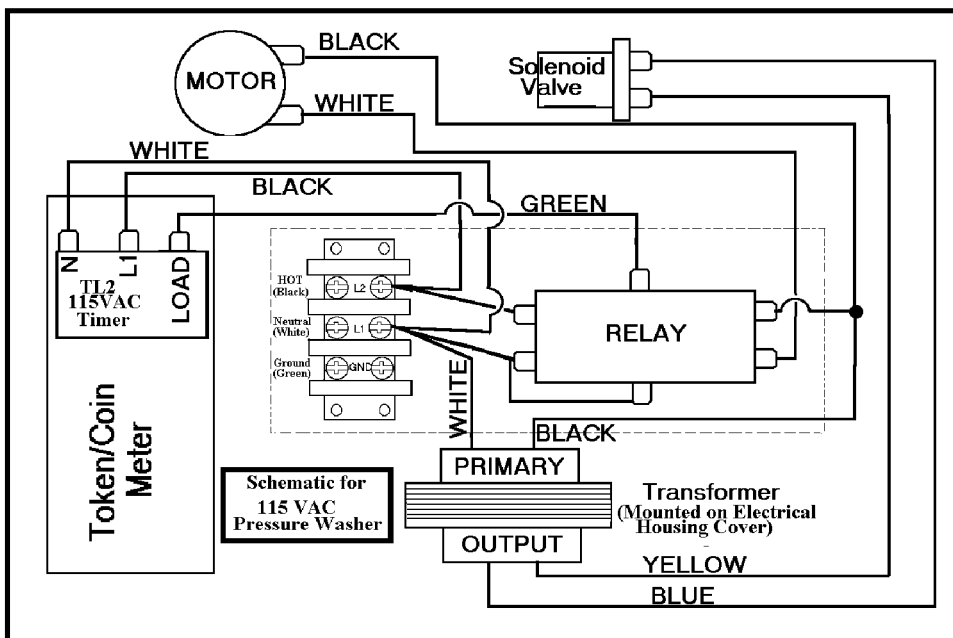 BLACK
MOTOR
WHITE
Solenoid
Valve
WHITE
BLACK
GREEN
N
L1
LOAD
TL2
115VAC
Timer
HOT
(Black)
L2
Neutral
(White)
L1
Ground
(Green)
GND
RELAY
Token/Coin
Meter
WHITE
BLACK
PRIMARY
Schematic for
115 VAC
Pressure Washer
Transformer
(Mounted on Electrical
Housing Cover)
OUTPUT
YELLOW
BLUE